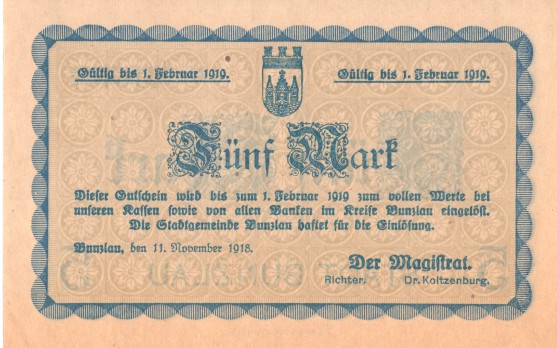 Gültig bis 1. Februar 1919. Gültig bis 1. Februar 1919.
Fünf Mark
Dieser Gutschein wird bis zum 1. Februar 1919 zum vollen Werte bei
unseren Kassen sowie von allen Banken im Kreise Bunzlau eingelöst.
Die Stadtgemeinde Bunzlau haftet für die Einlösung.
Bunzlau, den 11. November 1918.
Der Magistrat.
Richter. Dr. Koltzenburg.